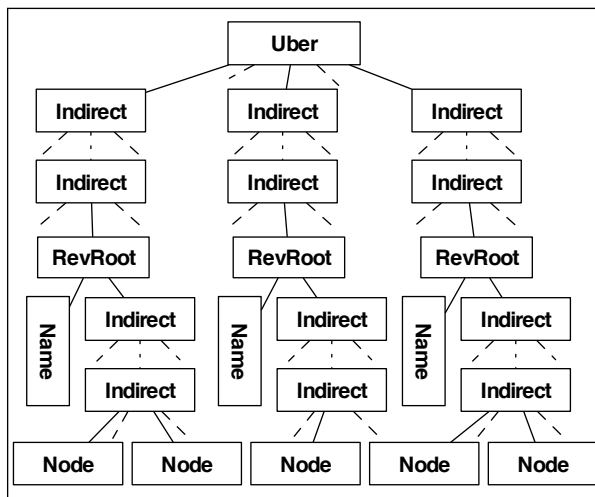 Uber
Indirect Indirect Indirect
Indirect Indirect Indirect
RevRoot RevRoot RevRoot
Name Indirect Name Indirect Name Indirect
Indirect Indirect Indirect
Node Node Node Node Node